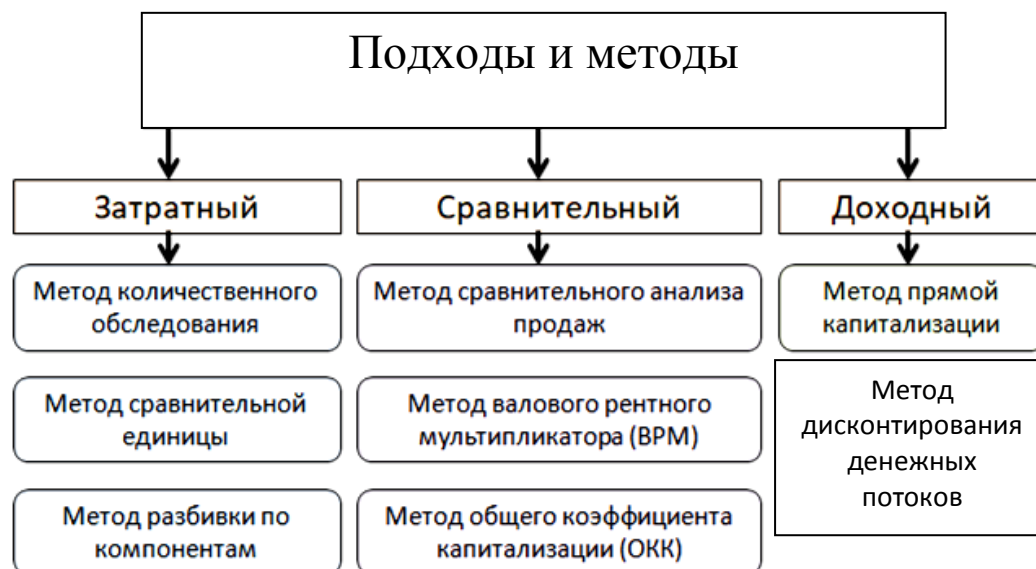 Подходы и методы
Затратный
Сравнительный
Доходный
Метод количественного
обследования
Метод сравнительного анализа
продаж
Метод прямой
капитализации
Метод сравнительной
единицы
Метод валового рентного
мультипликатора (ВРМ)
Метод
дисконтирования
денежных
потоков
Метод разбивки по
компонентам
Метод общего коэффициента
капитализации (ОКК)